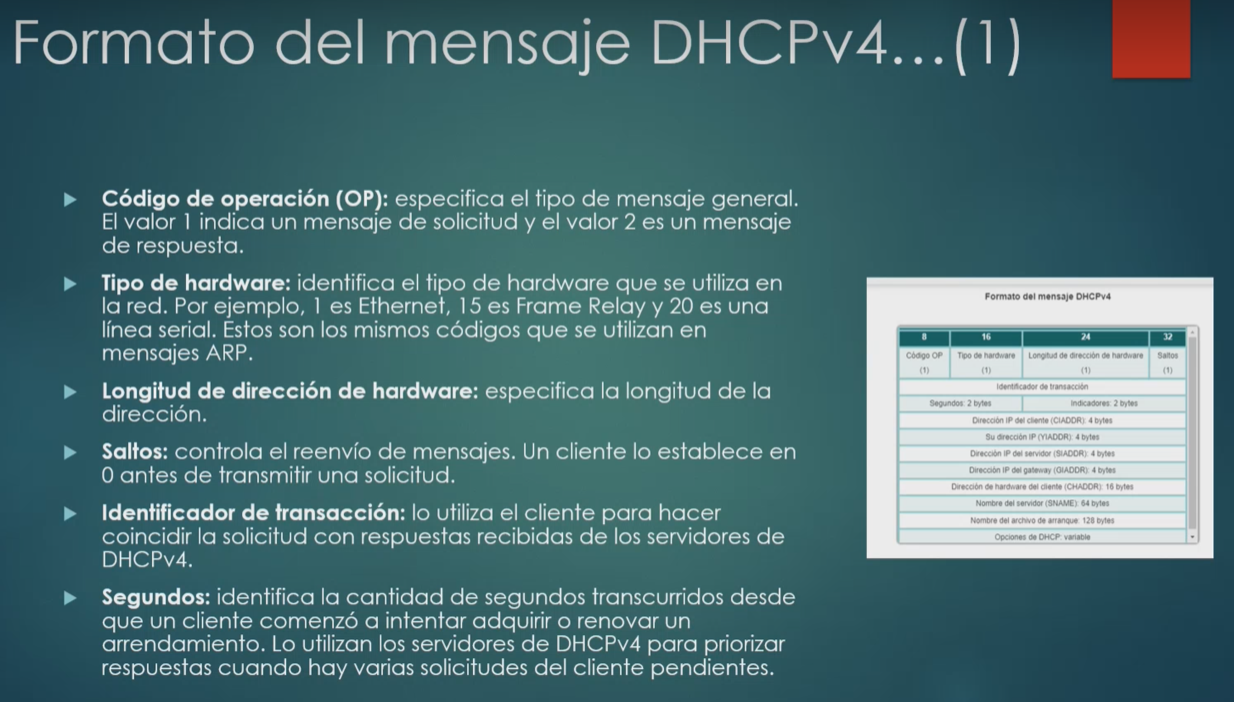 Formato del mensaje DHCPv4...(1)
Código de operación (OP): especifica el tipo de mensaje general.
El valor 1 indica un mensaje de solicitud y el valor 2 es un mensaje
de respuesta.
Tipo de hardware: identifica el tipo de hardware que se utiliza en
la red. Por ejemplo, 1 es Ethernet, 15 es Frame Relay y 20 es una
línea serial. Estos son los mismos códigos que se utilizan en
mensajes ARP.
Longitud de dirección de hardware: especifica la longitud de la
dirección.
Saltos: controla el reenvío de mensajes. Un cliente lo establece en
0 antes de transmitir una solicitud.
Identificador de transacción: lo utiliza el cliente para hacer
coincidir la solicitud con respuestas recibidas de los servidores de
DHCPv4.
Segundos: identifica la cantidad de segundos transcurridos desde
que un cliente comenzó a intentar adquirir o renovar un
arrendamiento. Lo utilizan los servidores de DHCPv4 para priorizar
respuestas cuando hay varias solicitudes del cliente pendientes.
Formato del mensaje DHCPv4
8 16 24 32
Código OP Tipo de hardware Longitud de dirección de hardware Saltos
(1) (1) (1) (1)
Identificador de transacción
Segundos: 2 bytes Indicadores: 2 bytes
Dirección IP del cliente (CIADDR): 4 bytes
Su dirección IP (YIADDR): 4 bytes
Dirección IP del servidor (SIADDR): 4 bytes
Dirección IP del gateway (GIADDR): 4 bytes
Dirección de hardware del cliente (CHADDR): 16 bytes
Nombre del servidor (SNAME): 64 bytes
Nombre del archivo de arranque: 128 bytes
Opciones de DHCP: variable